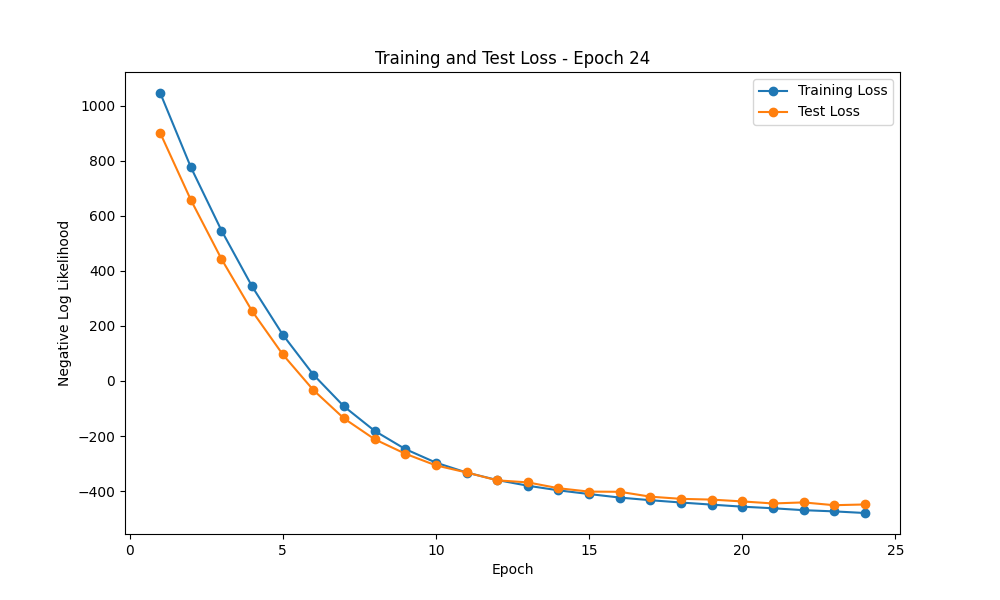 Training and Test Loss - Epoch 24
Training Loss
Test Loss
Negative Log Likelihood
1000
800
600
400
200
0
−200
−400
0 5 10 15 20 25
Epoch